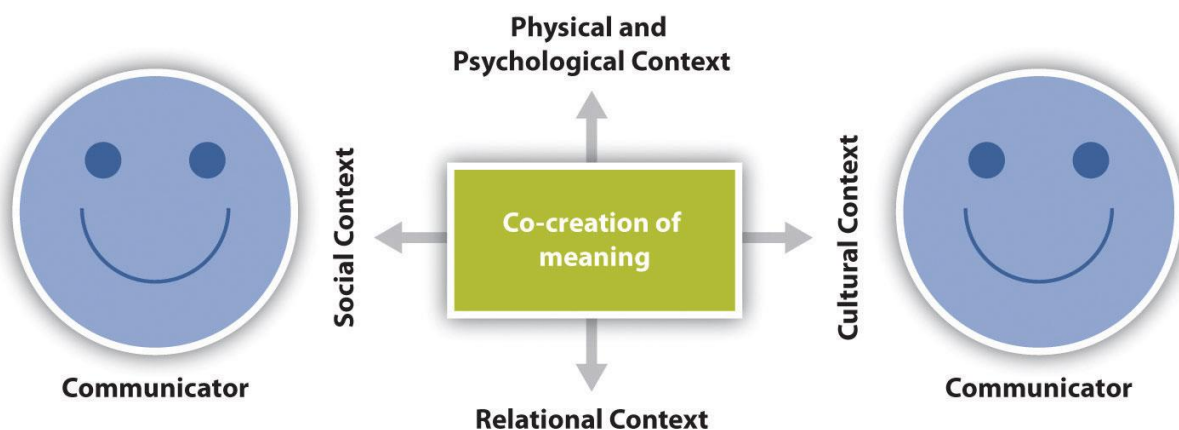 Physical and
Psychological Context
Social Context
Co-creation of
meaning
Cultural Context
Communicator
Communicator
Relational Context